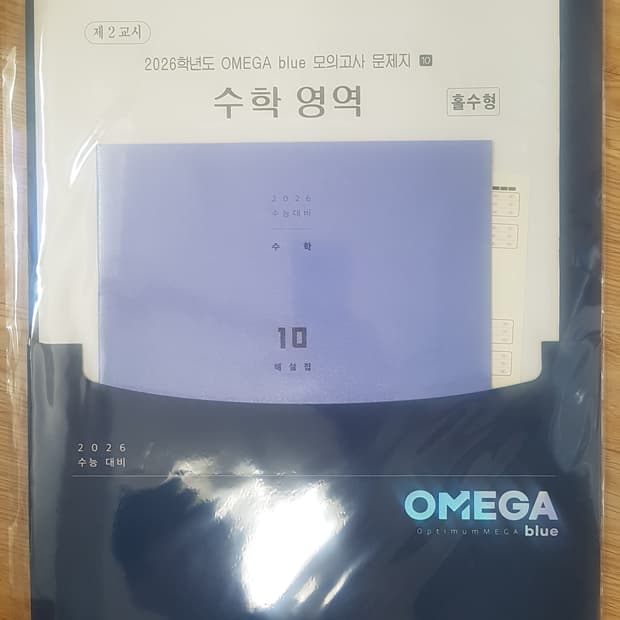 제 2 교시
2026학년도 OMEGA blue 모의고사 문제지 10
수학 영역
홀수형
2026
수능대비
수 학
10
해 설 집
2026
수능 대비
OMEGA
OptimumMEGA blue